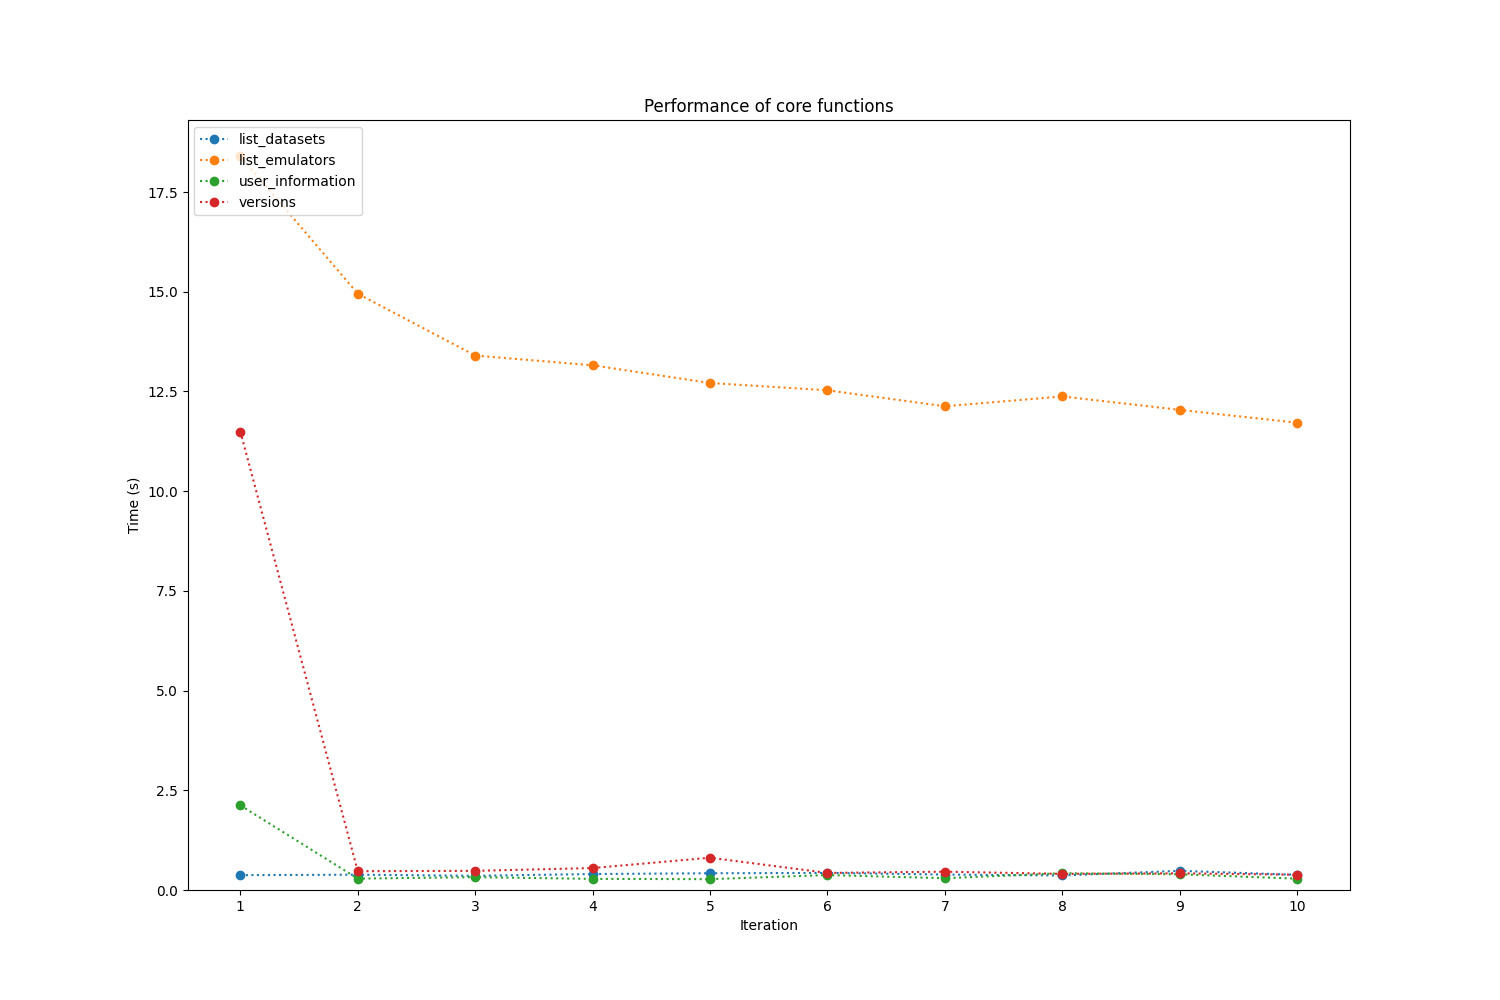 Performance of core functions
list_datasets
list_emulators
user_information
versions
17.5
15.0
12.5
10.0
7.5
5.0
2.5
0.0
Time (s)
1 2 3 4 5 6 7 8 9 10
Iteration